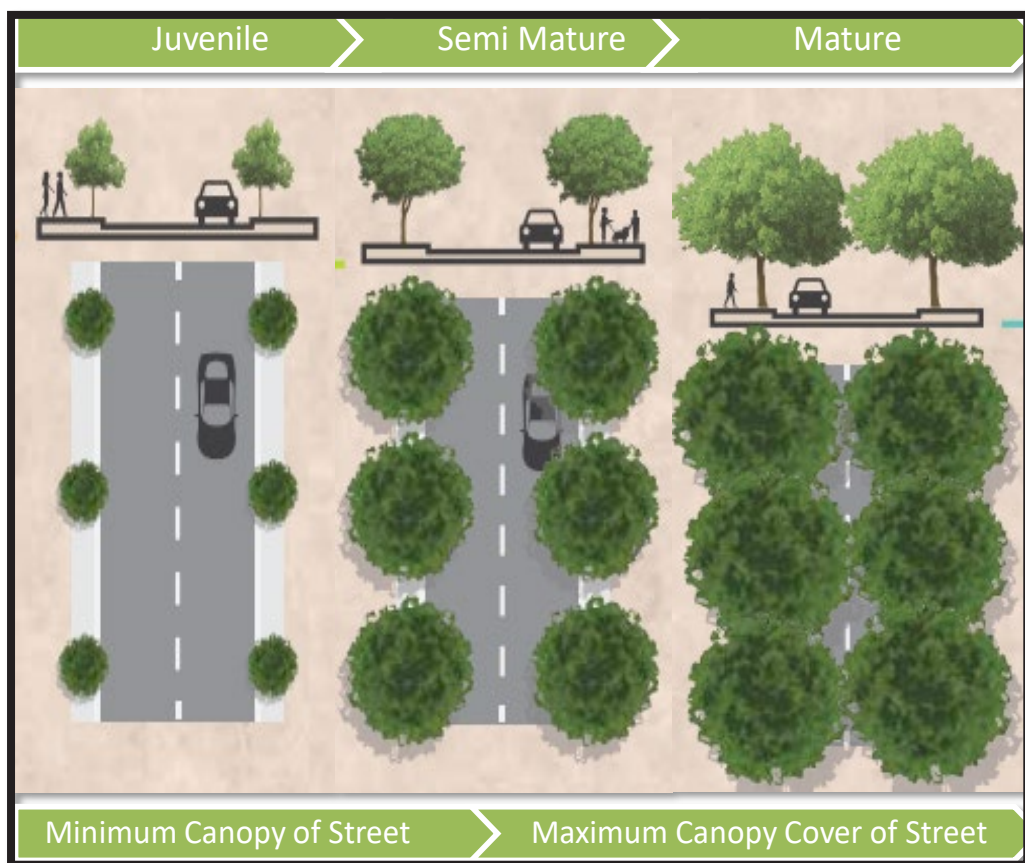 Juvenile
Semi Mature
Mature
Minimum Canopy of Street
Maximum Canopy Cover of Street